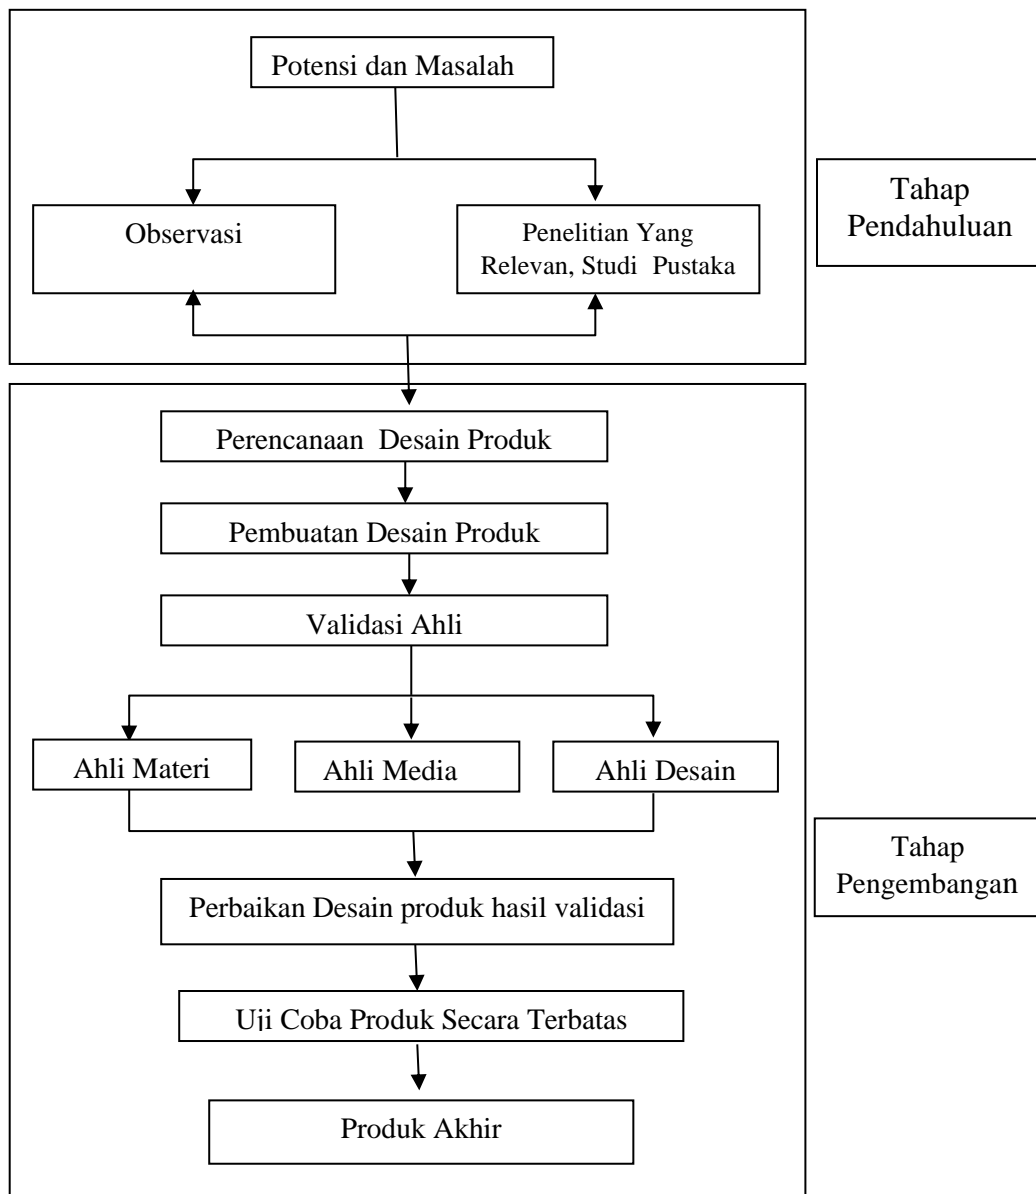 Potensi dan Masalah
Observasi
Penelitian Yang
Relevan, Studi Pustaka
Tahap
Pendahuluan
Perencanaan Desain Produk
Pembuatan Desain Produk
Validasi Ahli
Ahli Materi
Ahli Media
Ahli Desain
Perbaikan Desain produk hasil validasi
Uji Coba Produk Secara Terbatas
Produk Akhir
Tahap
Pengembangan